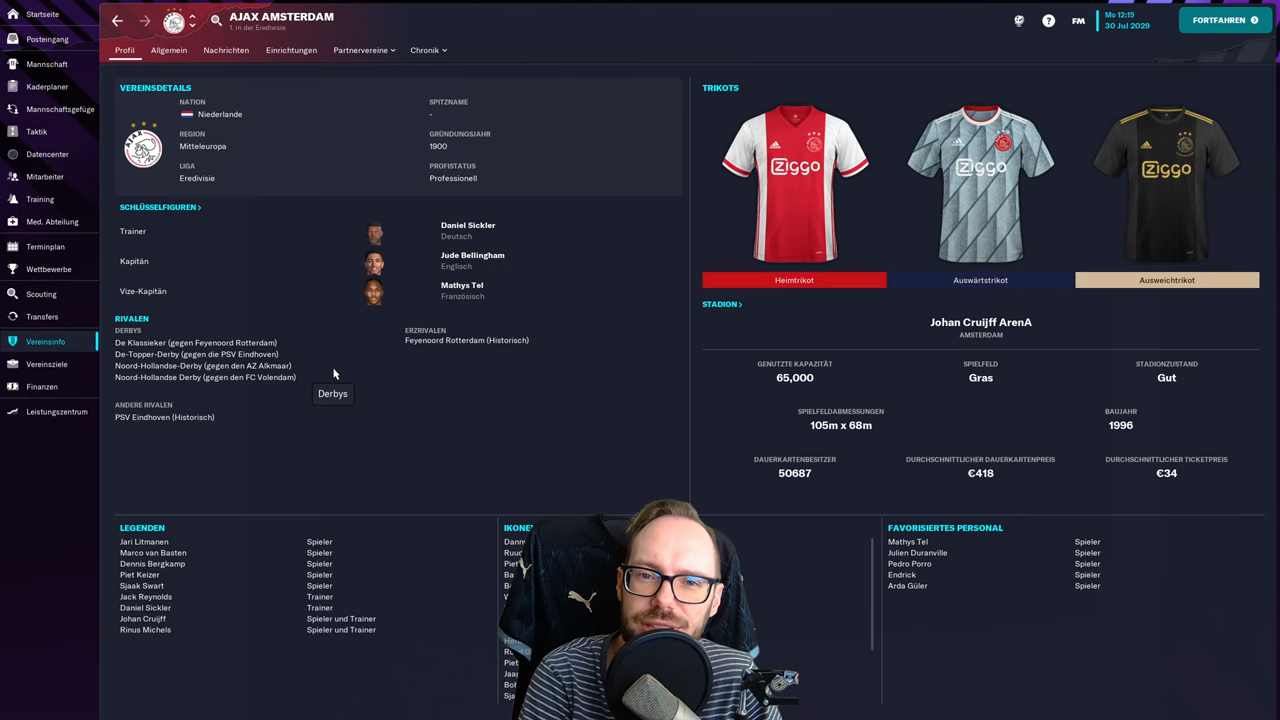 Startseite
Posteingang
Mannschaft
Kaderplaner
Mannschaftsgefüge
Taktik
Datencenter
Mitarbeiter
Training
Med. Abteilung
Terminplan
Wettbewerbe
Scouting
Transfers
Vereinsinfo
Vereinsziele
Finanzen
Leistungszentrum
AJAX AMSTERDAM
1. in der Eredivisie
FM
Mo 12:15
30 Jul 2029
FORTFAHREN
Profil Allgemein Nachrichten Einrichtungen Partnervereine Chronik
VEREINSDETAILS
NATION
Niederlande
SPITZNAME
-
REGION
Mitteleuropa
GRÜNDUNGSJAHR
1900
LIGA
Eredivisie
PROFISTATUS
Professionell
AJAX
SCHLÜSSELFIGUREN >
Trainer Daniel Sickler
Deutsch
Kapitän Jude Bellingham
Englisch
Vize-Kapitän Mathys Tel
Französisch
RIVALEN
DERBYS
De Klassieker (gegen Feyenoord Rotterdam)
De-Topper-Derby (gegen die PSV Eindhoven)
Noord-Hollandse-Derby (gegen den AZ Alkmaar)
Noord-Hollandse Derby (gegen den FC Volendam)
ERZRIVALEN
Feyenoord Rotterdam (Historisch)
Derbys
ANDERE RIVALEN
PSV Eindhoven (Historisch)
TRIKOTS
Ziggo
Ziggo
Ziggo
Heimtrikot Auswärtstrikot Ausweichtrikot
STADION >
Johan Cruijff ArenA
AMSTERDAM
GENUTZTE KAPAZITÄT
65,000
SPIELFELD
Gras
STADIONZUSTAND
Gut
SPIELFELDABMESSUNGEN
105m x 68m
BAUJAHR
1996
DAUERKARTENBESITZER
50687
DURCHSCHNITTLICHER DAUERKARTENPREIS
€418
DURCHSCHNITTLICHER TICKETPREIS
€34
LEGENDEN
Jari Litmanen Spieler
Marco van Basten Spieler
Dennis Bergkamp Spieler
Piet Keizer Spieler
Sjaak Swart Spieler
Jack Reynolds Trainer
Daniel Sickler Trainer
Johan Cruijff Spieler und Trainer
Rinus Michels Spieler und Trainer
FAVORISIERTES PERSONAL
Mathys Tel Spieler
Julien Duranville Spieler
Pedro Porro Spieler
Endrick Spieler
Arda Güler Spieler